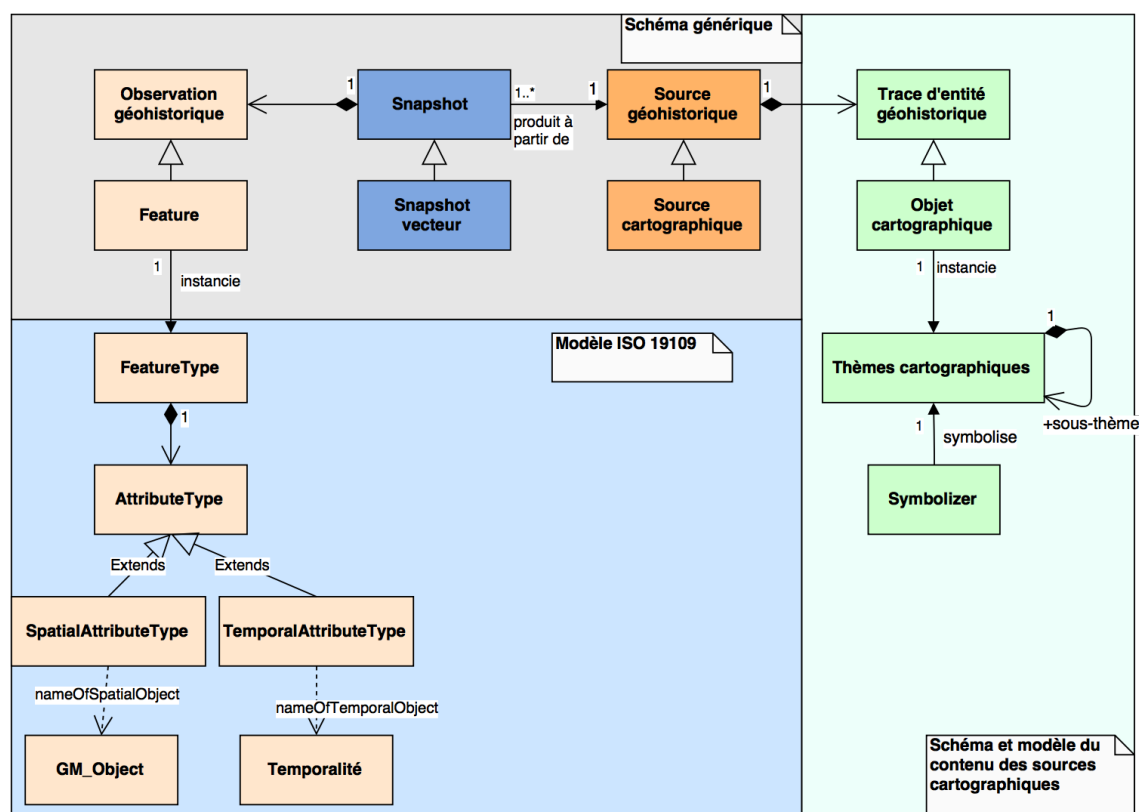 Schéma générique
Observation
géohistorique
1
Snapshot
1..*
1
produit à
partir de
Source
géohistorique
1
Trace d'entité
géohistorique
Feature
Snapshot
vecteur
Source
cartographique
Objet
cartographique
1
instancie
1
instancie
FeatureType
1
Modèle ISO 19109
Thèmes cartographiques
1
+sous-thème
1
symbolise
AttributeType
Symbolizer
Extends
Extends
SpatialAttributeType
TemporalAttributeType
nameOfSpatialObject
nameOfTemporalObject
GM_Object
Temporalité
Schéma et modèle du
contenu des sources
cartographiques